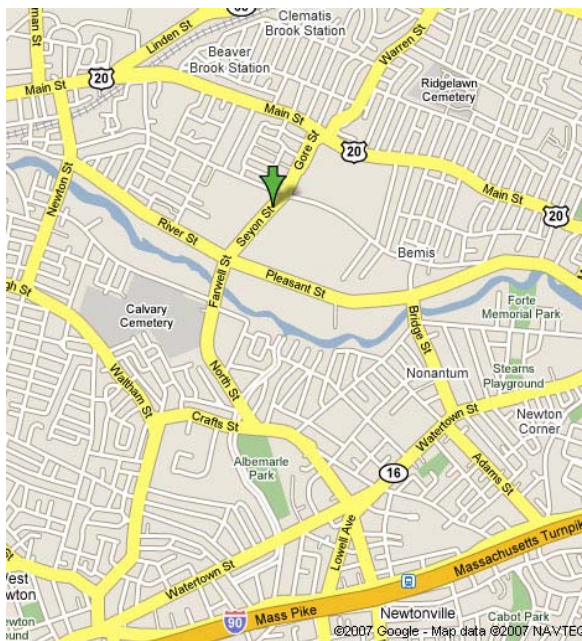 Clematis
Brook Station
Linden St
Beaver
Brook Station
Warren St
20
Main St
Ridgelawn
Cemetery
Main St
Gore St
20
Newton St
Main St
20
Seyon St
River St
Bemis
Farwell St
Pleasant St
Calvary
Cemetery
Bridge St
Forte
Memorial Park
North St
Nonantum
Stearns
Playground
Waltham St
Crafts St
Watertown St
Newton
Corner
Albemarle
Park
16
Adams St
Lowell Ave
Watertown St
Massachusetts Turnpik
90
Mass Pike
Newtonville
Cabot Park
©2007 Google - Map data ©2007 NAVTEC